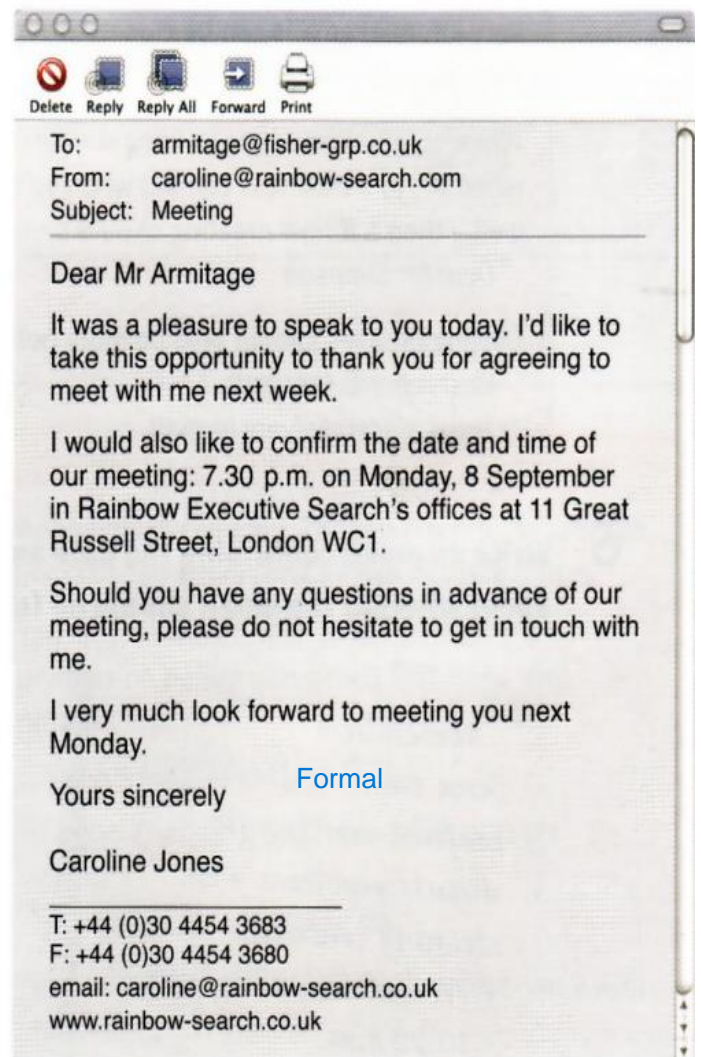 Delete Reply Reply All Forward Print
To: armitage@fisher-grp.co.uk
From: caroline@rainbow-search.com
Subject: Meeting
Dear Mr Armitage
It was a pleasure to speak to you today. I'd like to
take this opportunity to thank you for agreeing to
meet with me next week.
I would also like to confirm the date and time of
our meeting: 7.30 p.m. on Monday, 8 September
in Rainbow Executive Search's offices at 11 Great
Russell Street, London WC1.
Should you have any questions in advance of our
meeting, please do not hesitate to get in touch with
me.
I very much look forward to meeting you next
Monday.
Formal
Yours sincerely
Caroline Jones
T: +44 (0)30 4454 3683
F: +44 (0)30 4454 3680
email: caroline@rainbow-search.co.uk
www.rainbow-search.co.uk